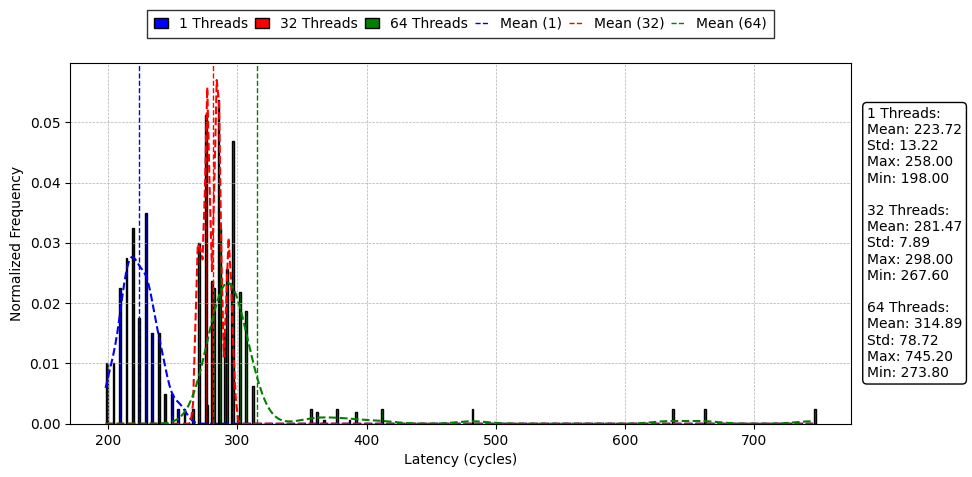 1 Threads 32 Threads 64 Threads Mean (1) Mean (32) Mean (64)
0.05
0.04
0.03
0.02
0.01
0.00
Normalized Frequency
200 300 400 500 600 700
Latency (cycles)
1 Threads:
Mean: 223.72
Std: 13.22
Max: 258.00
Min: 198.00
32 Threads:
Mean: 281.47
Std: 7.89
Max: 298.00
Min: 267.60
64 Threads:
Mean: 314.89
Std: 78.72
Max: 745.20
Min: 273.80